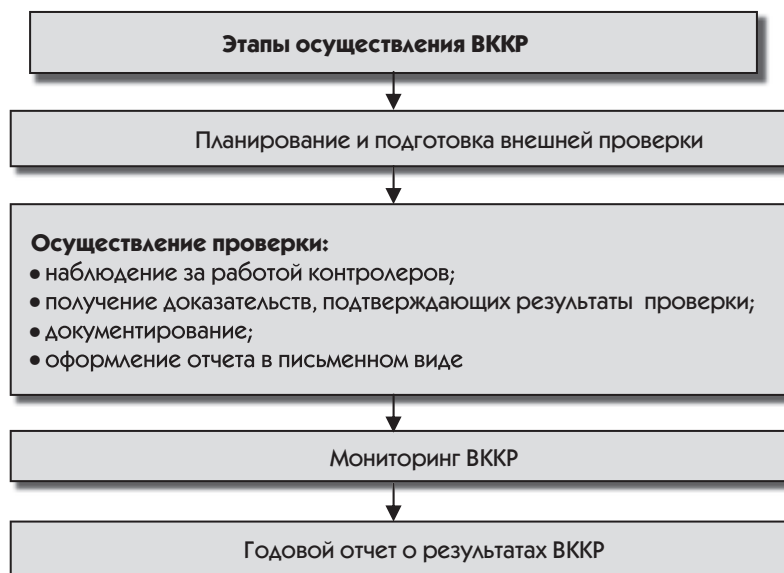 Этапы осуществления ВККР
Планирование и подготовка внешней проверки
Осуществление проверки:
• наблюдение за работой контролеров;
• получение доказательств, подтверждающих результаты проверки;
• документирование;
• оформление отчета в письменном виде
Мониторинг ВККР
Годовой отчет о результатах ВККР